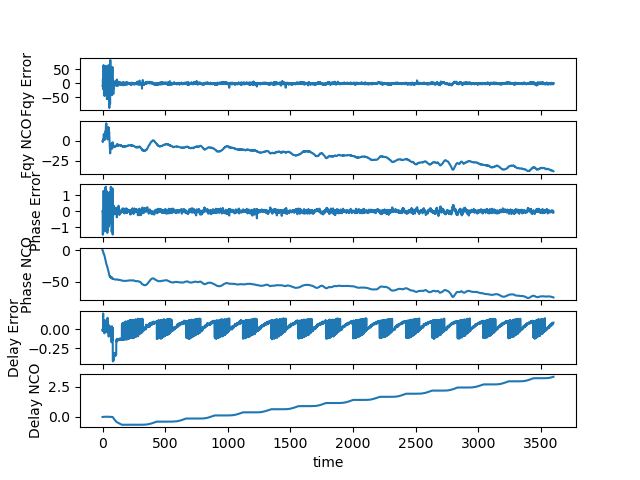 Fqy Error
50
0
−50
Fqy NCO
0
−25
Phase Error
1
0
−1
Phase NCO
0
−50
Delay Error
0.00
−0.25
Delay NCO
2.5
0.0
0 500 1000 1500 2000 2500 3000 3500
time